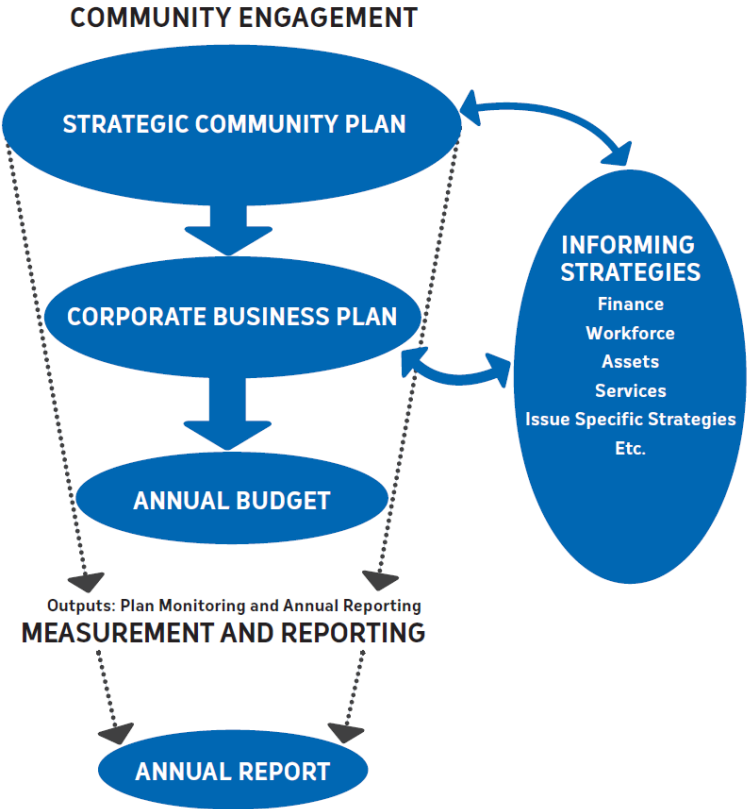 COMMUNITY ENGAGEMENT
STRATEGIC COMMUNITY PLAN
CORPORATE BUSINESS PLAN
ANNUAL BUDGET
INFORMING
STRATEGIES
Finance
Workforce
Assets
Services
Issue Specific Strategies
Etc.
Outputs: Plan Monitoring and Annual Reporting
MEASUREMENT AND REPORTING
ANNUAL REPORT